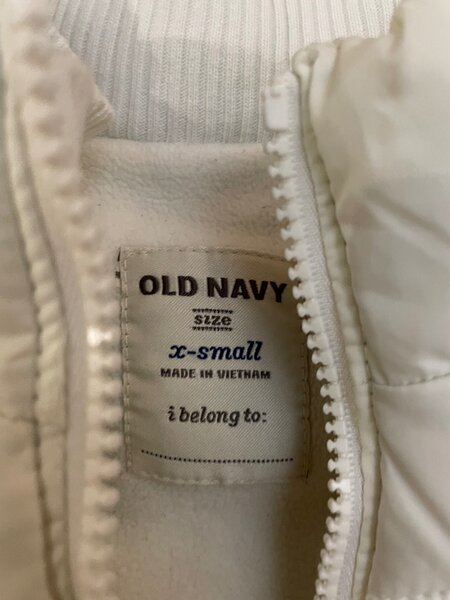 OLD NAVY
size
x-small
MADE IN VIETNAM
i belong to: